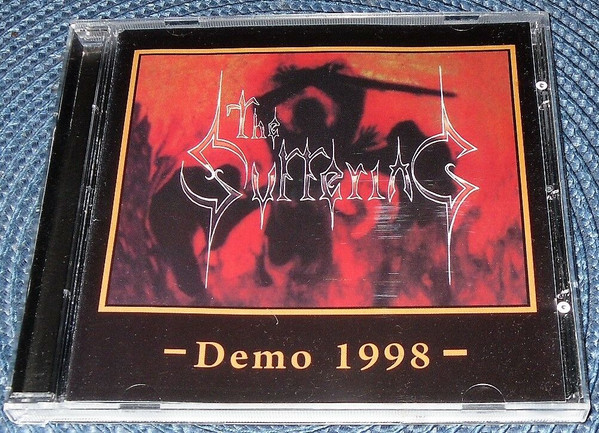 The
Suffering
- Demo 1998 -